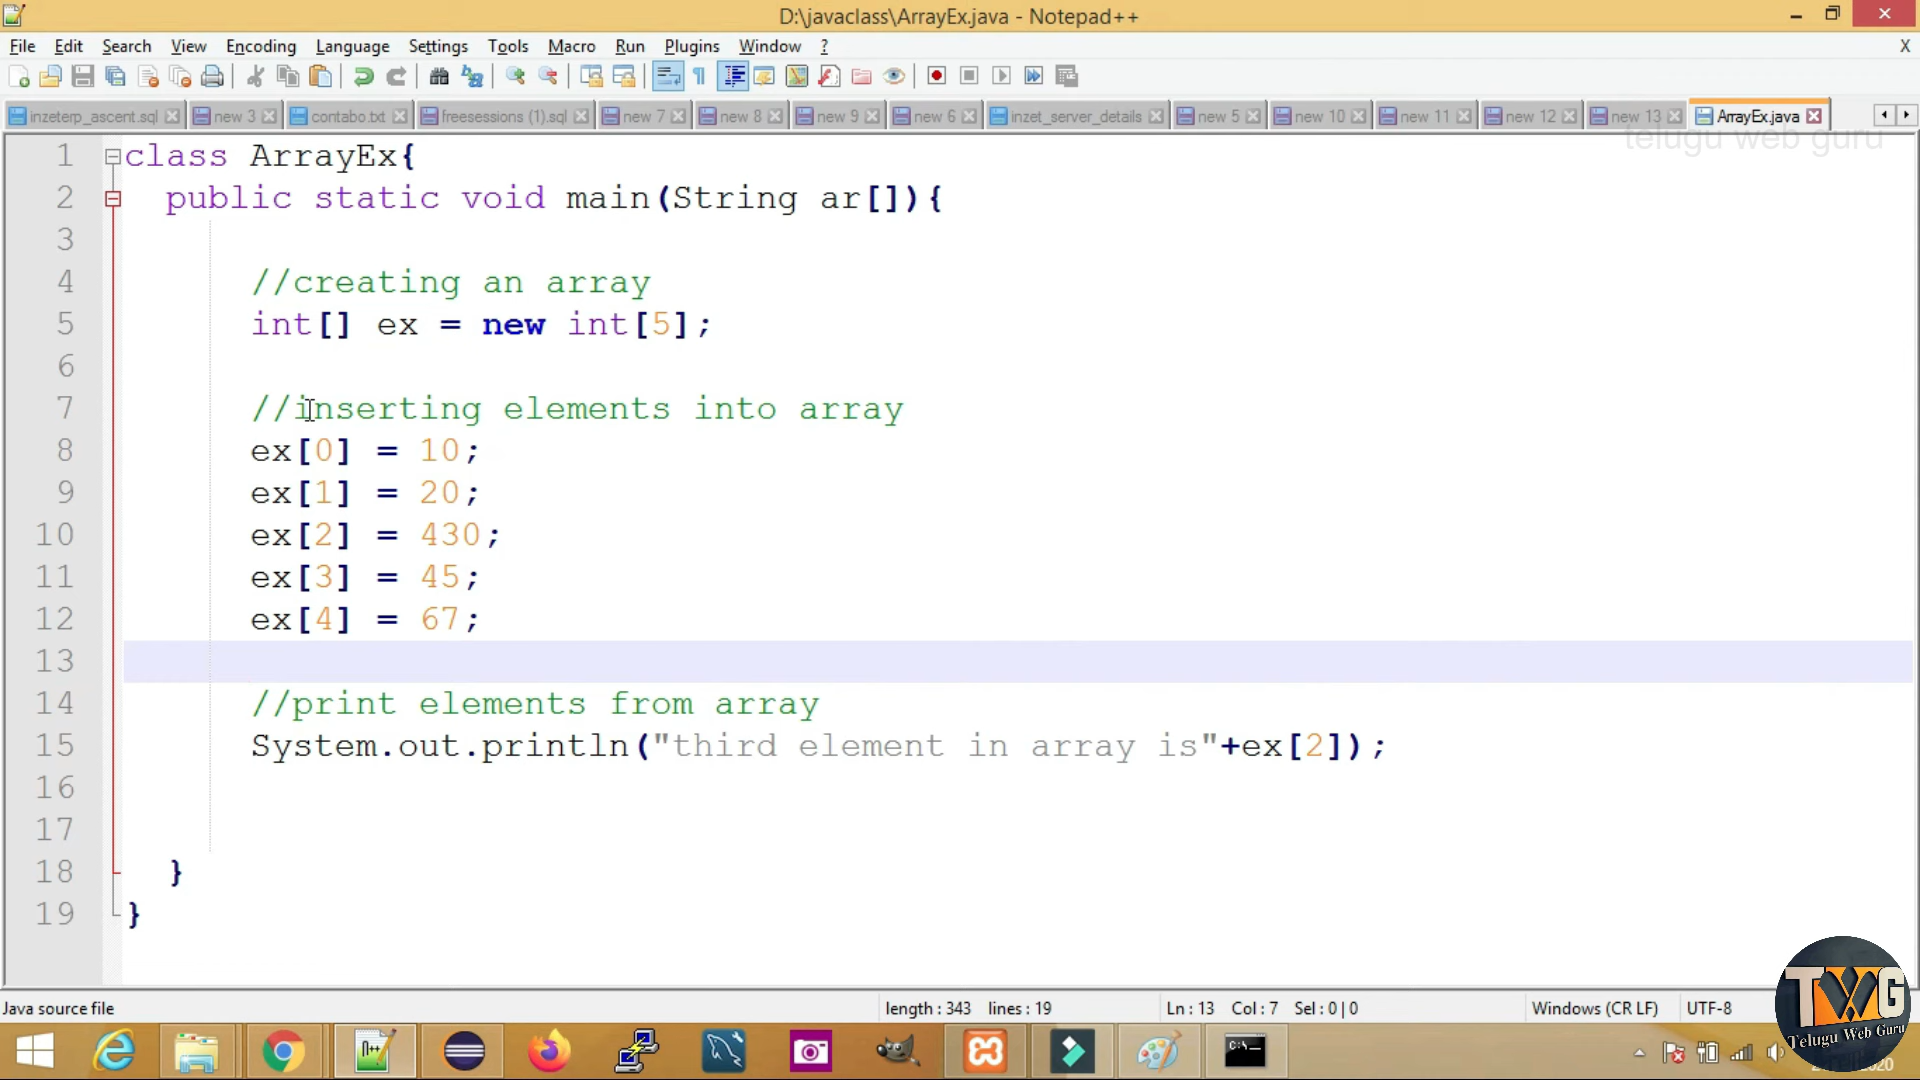 D:\javaclass\ArrayEx.java - Notepad++
File Edit Search View Encoding Language Settings Tools Macro Run Plugins Window ? X
inzeterp_ascent.sql new 3 contabo.txt freesessions (1).sql new 7 new 8 new 9 new 6 inzet_server_details new 5 new 10 new 11 new 12 new 13 ArrayEx.java
telugu web guru
1 class ArrayEx{
2 public static void main(String ar[]){
3
4 //creating an array
5 int[] ex = new int[5];
6
7 //inserting elements into array
8 ex[0] = 10;
9 ex[1] = 20;
10 ex[2] = 430;
11 ex[3] = 45;
12 ex[4] = 67;
13
14 //print elements from array
15 System.out.println("third element in array is"+ex[2]);
16
17
18 }
19 }
Java source file length : 343 lines : 19 Ln : 13 Col : 7 Sel : 0 | 0 Windows (CR LF) UTF-8
TWG
Telugu Web Guru